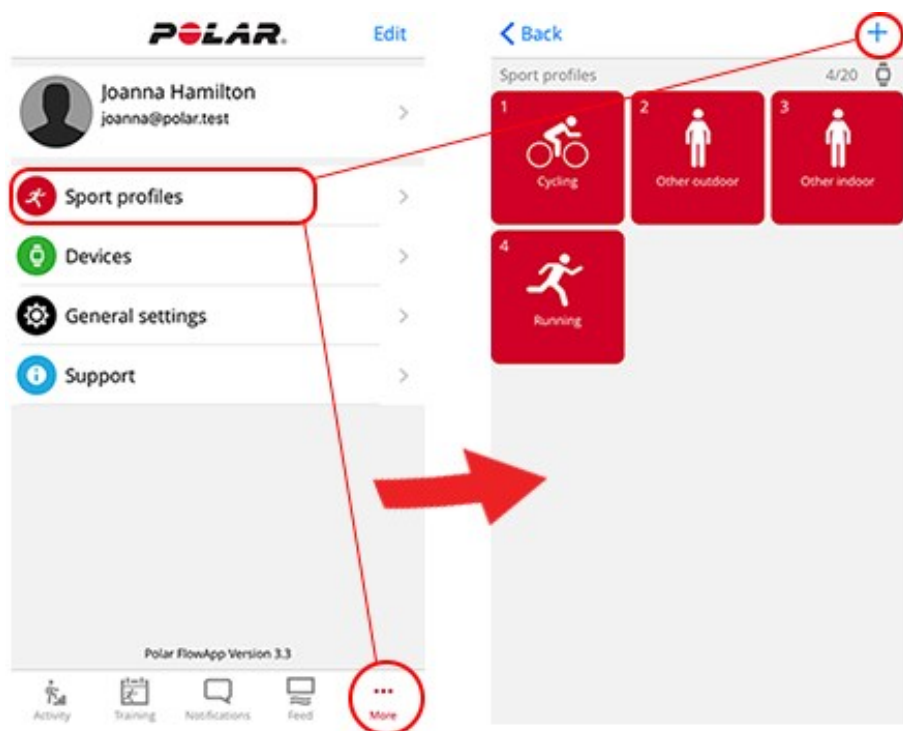 POLAR.
Edit
Joanna Hamilton
joanna@polar.test
Sport profiles
Devices
General settings
Support
Polar FlowApp Version 3.3
Activity
Training
Notifications
Feed
More
Back
+
Sport profiles
4/20
1
Cycling
2
Other outdoor
3
Other indoor
4
Running